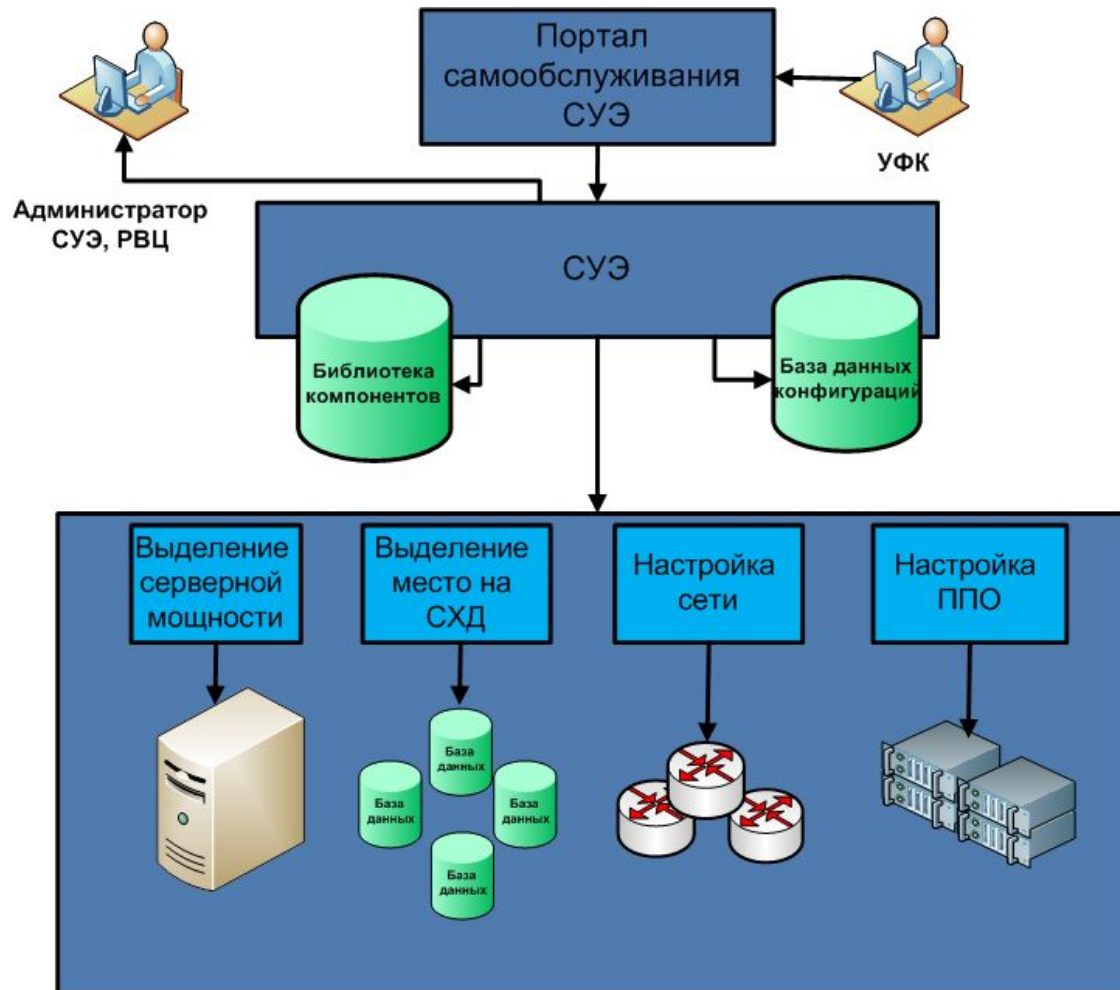 Портал
самообслуживания
СУЭ
УФК
Администратор
СУЭ, РВЦ
СУЭ
Библиотека
компонентов
База данных
конфигураций
Выделение
серверной
мощности
Выделение
место на
СХД
Настройка
сети
Настройка
ППО
База
данных
База
данных
База
данных
База
данных